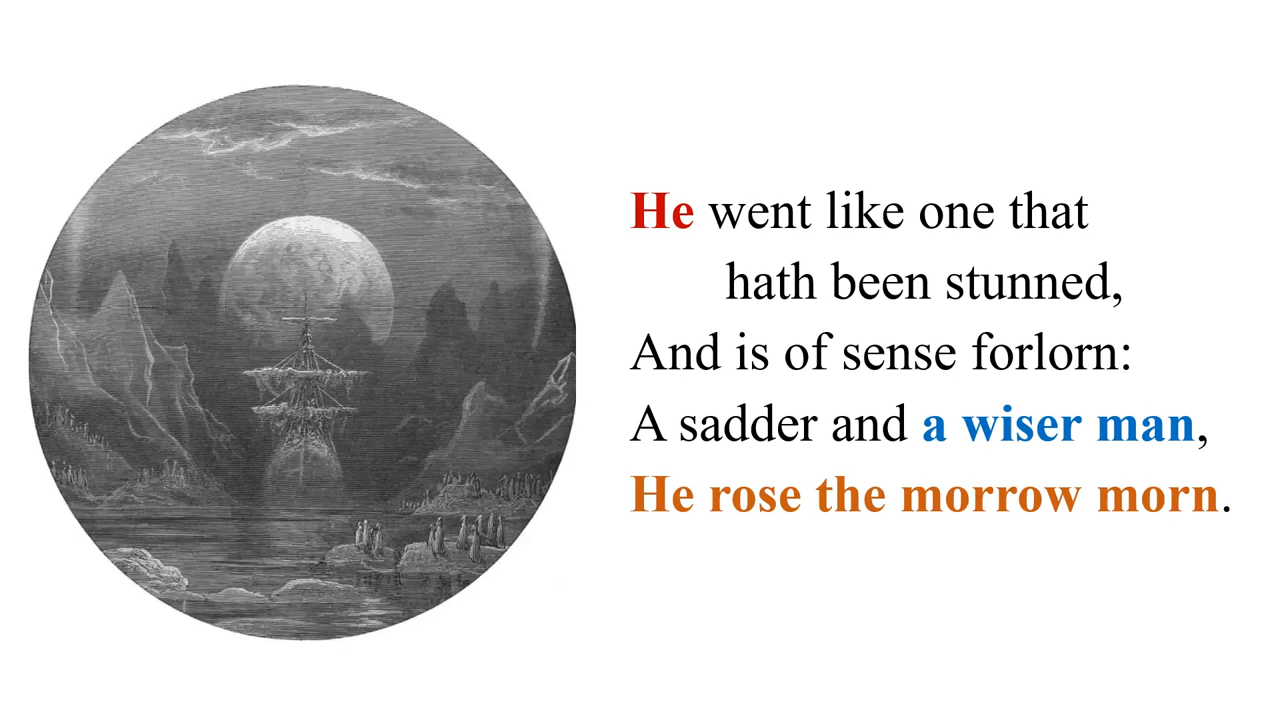 He went like one that
hath been stunned,
And is of sense forlorn:
A sadder and a wiser man,
He rose the morrow morn.